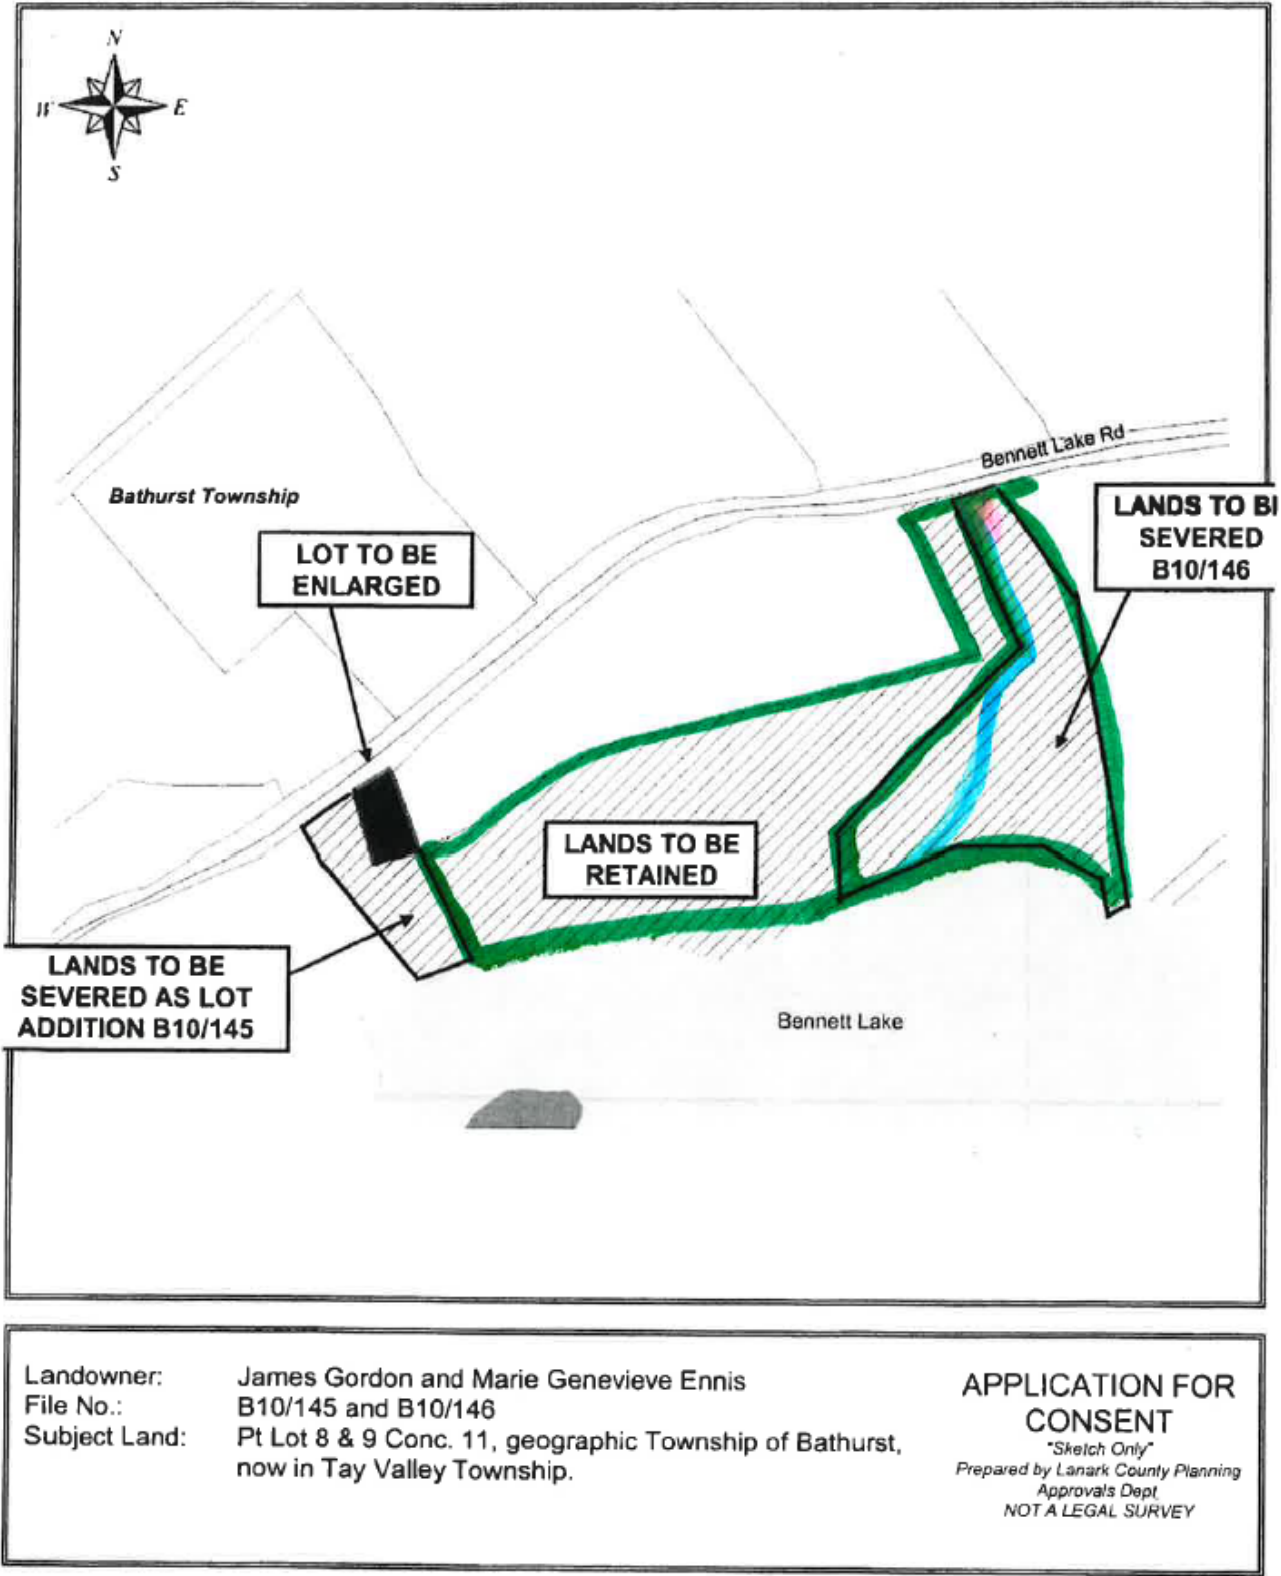 N
W
E
S
Bennett Lake Rd
Bathurst Township
LANDS TO BE
SEVERED
B10/146
LOT TO BE
ENLARGED
LANDS TO BE
RETAINED
LANDS TO BE
SEVERED AS LOT
ADDITION B10/145
Bennett Lake
Landowner: James Gordon and Marie Genevieve Ennis
File No.: B10/145 and B10/146
Subject Land: Pt Lot 8 & 9 Conc. 11, geographic Township of Bathurst,
now in Tay Valley Township.
APPLICATION FOR
CONSENT
"Sketch Only"
Prepared by Lanark County Planning
Approvals Dept.
NOT A LEGAL SURVEY